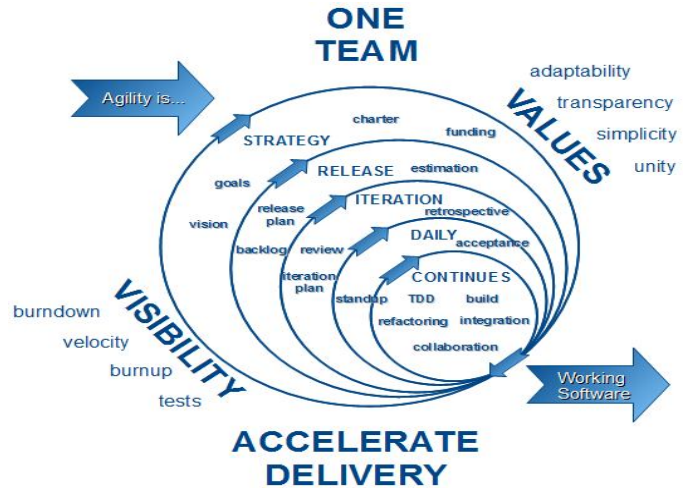 ONE
TEAM
Agility is...
VALUES
adaptability
transparency
simplicity
unity
STRATEGY
charter
funding
goals
vision
RELEASE
estimation
release
plan
backlog
ITERATION
retrospective
review
iteration
plan
DAILY
acceptance
standup
CONTINUES
TDD
build
refactoring
integration
collaboration
VISIBILITY
burndown
velocity
burnup
tests
Working
Software
ACCELERATE
DELIVERY